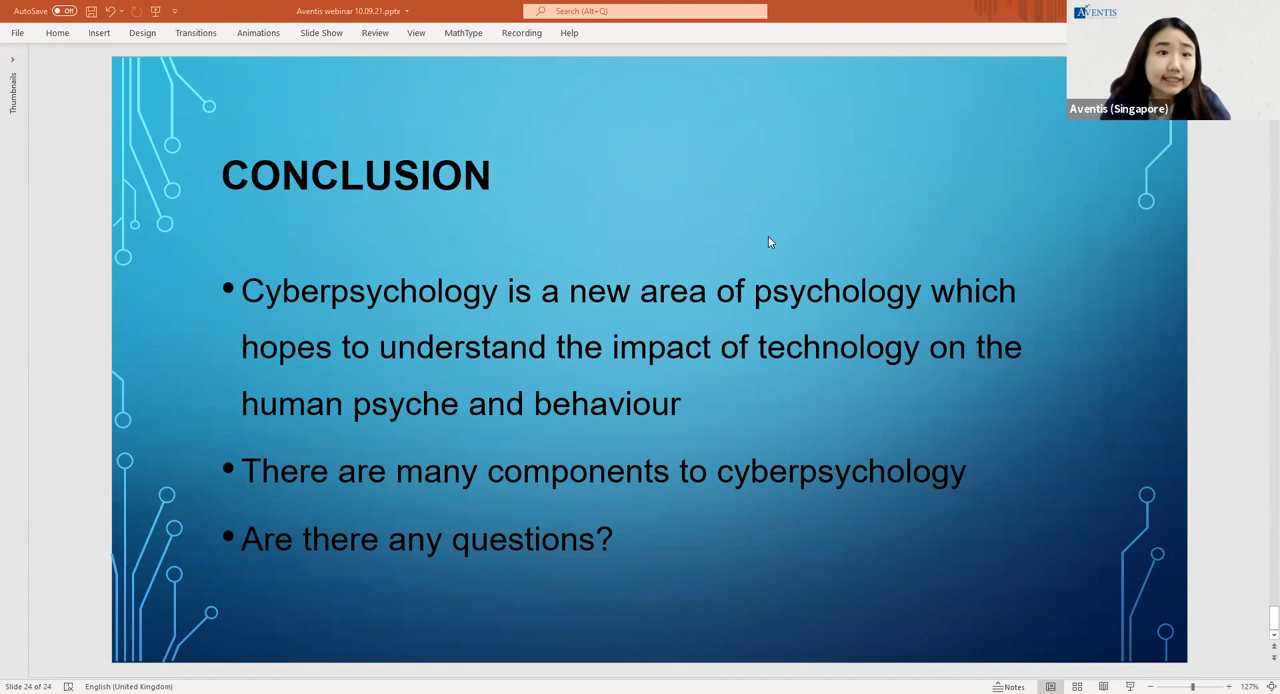 AutoSave Off
Aventis webinar 10.09.21.pptx
Search (Alt+Q)
File Home Insert Design Transitions Animations Slide Show Review View MathType Recording Help
AVENTIS
Aventis (Singapore)
Thumbnails
CONCLUSION
• Cyberpsychology is a new area of psychology which
hopes to understand the impact of technology on the
human psyche and behaviour
• There are many components to cyberpsychology
• Are there any questions?
Slide 24 of 24 English (United Kingdom) Notes 127%